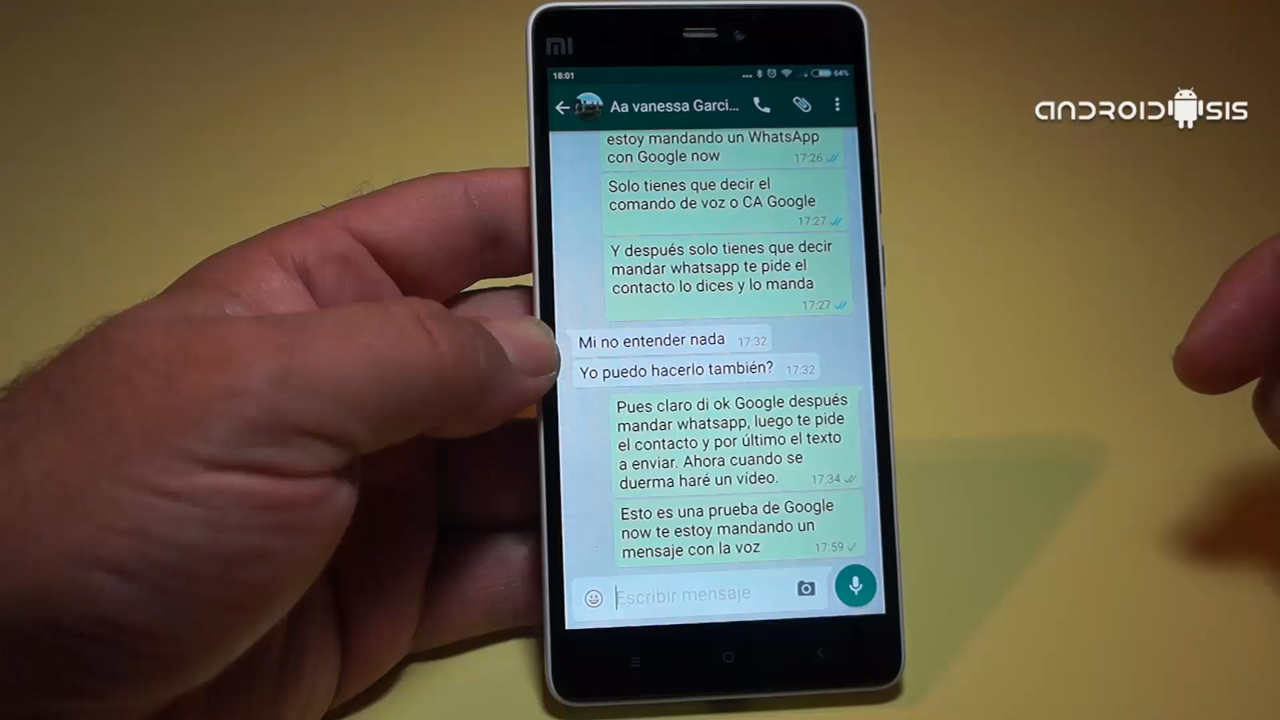 mi
18:01
64%
Aa vanessa Garci...
estoy mandando un WhatsApp
con Google now
17:26
Solo tienes que decir el
comando de voz o CA Google
17:27
Y después solo tienes que decir
mandar whatsapp te pide el
contacto lo dices y lo manda
17:27
Mi no entender nada 17:32
Yo puedo hacerlo también? 17:32
Pues claro di ok Google después
mandar whatsapp, luego te pide
el contacto y por último el texto
a enviar. Ahora cuando se
duerma haré un vídeo. 17:34
Esto es una prueba de Google
now te estoy mandando un
mensaje con la voz 17:59
Escribir mensaje
ANDROIDSIS